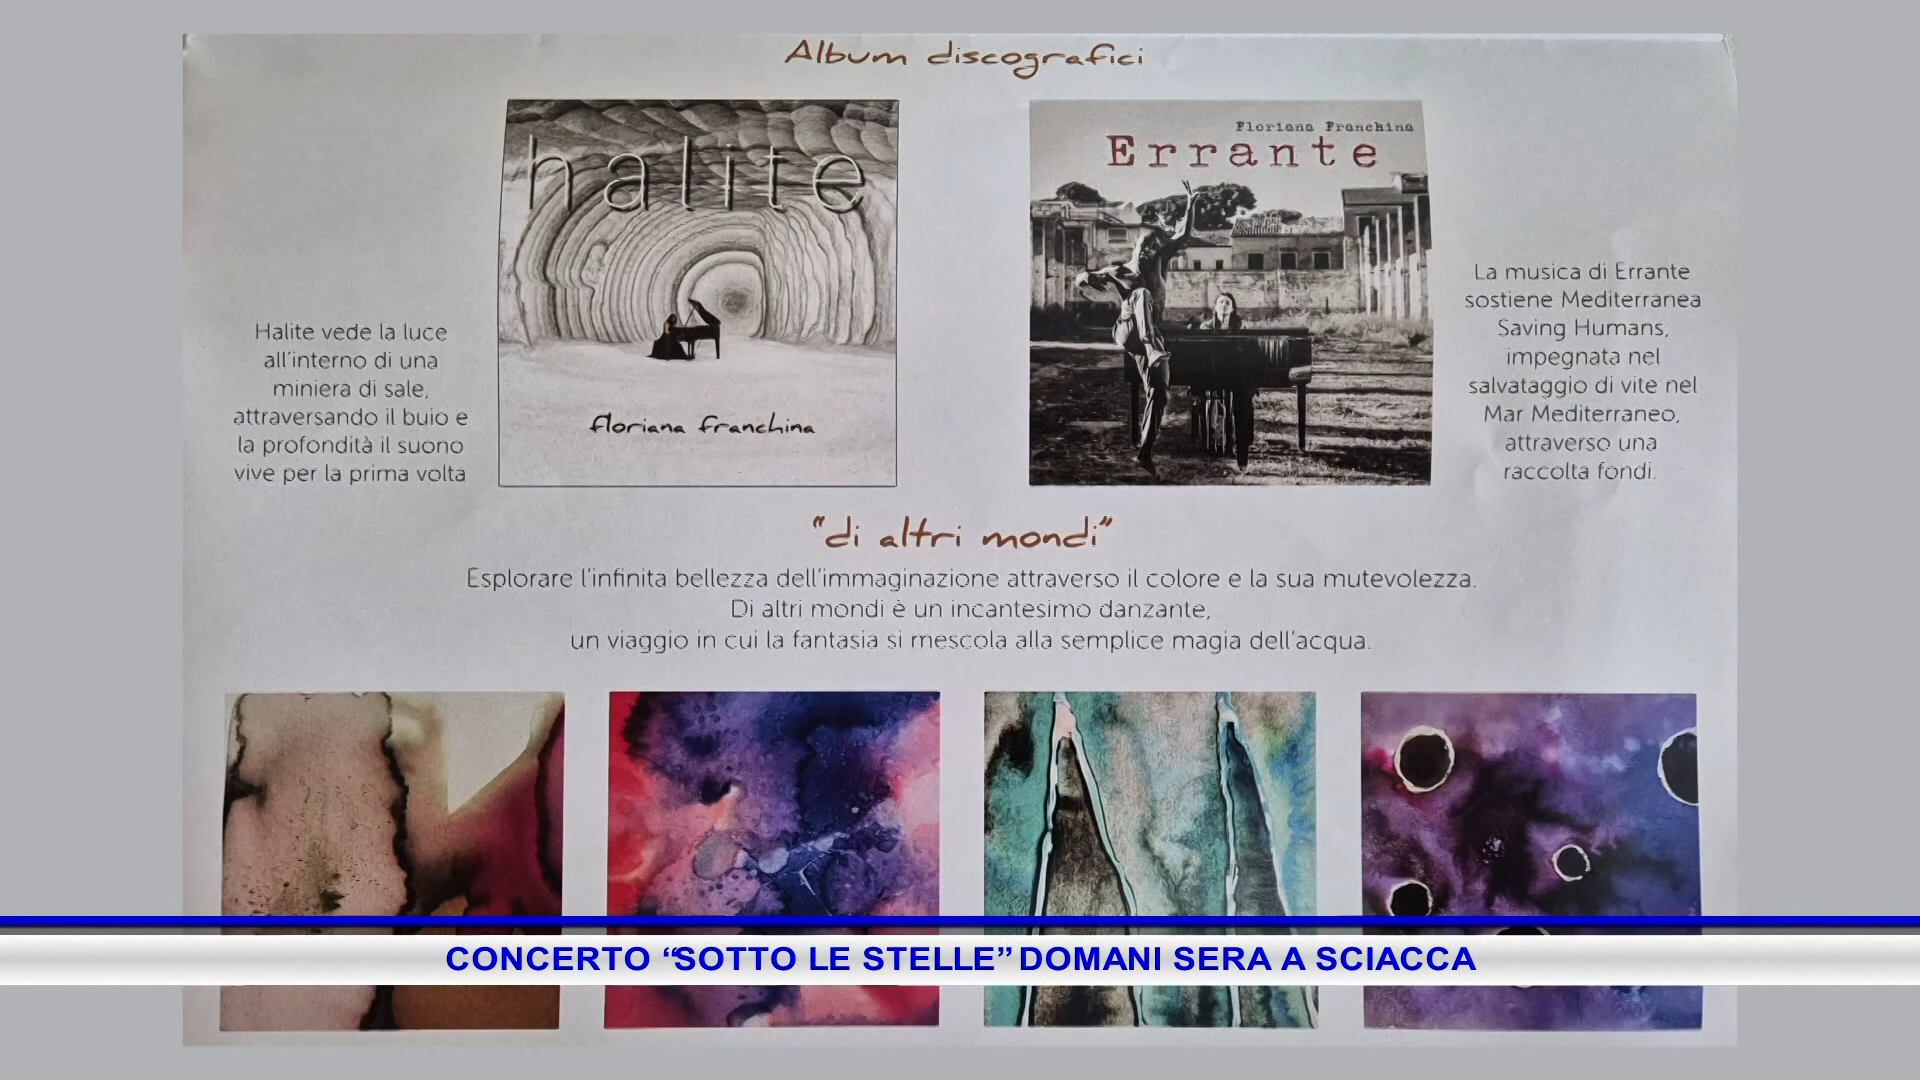 Album discografici
halite
floriana franchina
Floriana Franchina
Errante
Halite vede la luce
all'interno di una
miniera di sale,
attraversando il buio e
la profondità il suono
vive per la prima volta
La musica di Errante
sostiene Mediterranea
Saving Humans,
impegnata nel
salvataggio di vite nel
Mar Mediterraneo,
attraverso una
raccolta fondi.
"di altri mondi"
Esplorare l'infinita bellezza dell'immaginazione attraverso il colore e la sua mutevolezza.
Di altri mondi è un incantesimo danzante,
un viaggio in cui la fantasia si mescola alla semplice magia dell'acqua.
CONCERTO “SOTTO LE STELLE” DOMANI SERA A SCIACCA